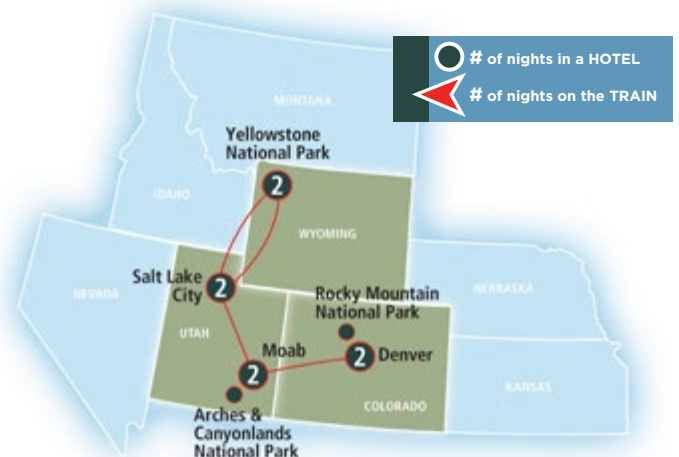 # of nights in a HOTEL
# of nights on the TRAIN
MONTANA
Yellowstone
National Park
2
IDAHO
WYOMING
Salt Lake
City
2
NEVADA
Rocky Mountain
National Park
NEBRASKA
UTAH
Moab
2
2
Denver
KANSAS
COLORADO
Arches &
Canyonlands
National Park